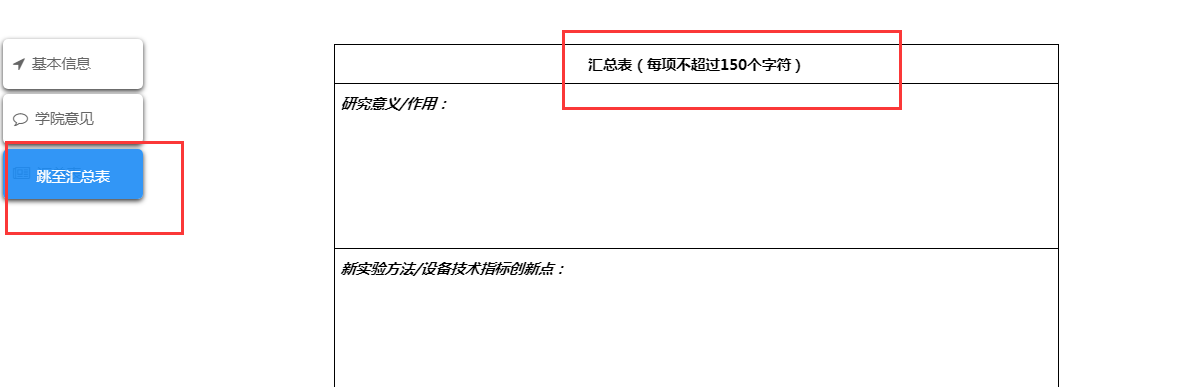 基本信息
学院意见
跳至汇总表
汇总表（每项不超过150个字符）
研究意义/作用：
新实验方法/设备技术指标创新点：